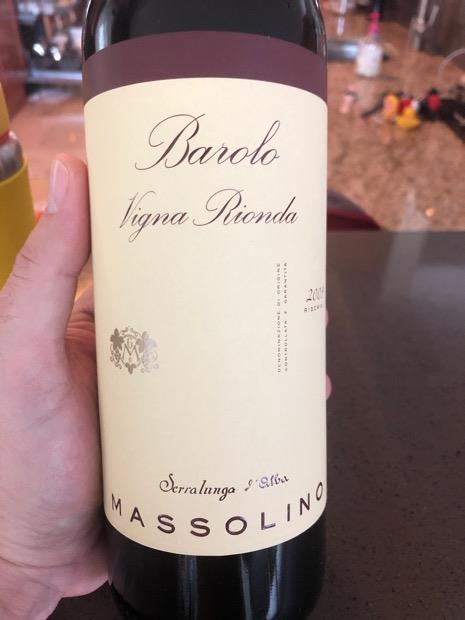 Barolo
Vigna Rionda
DENOMINAZIONE DI ORIGINE
CONTROLLATA E GARANTITA
Serralunga d'Alba
MASSOLINO